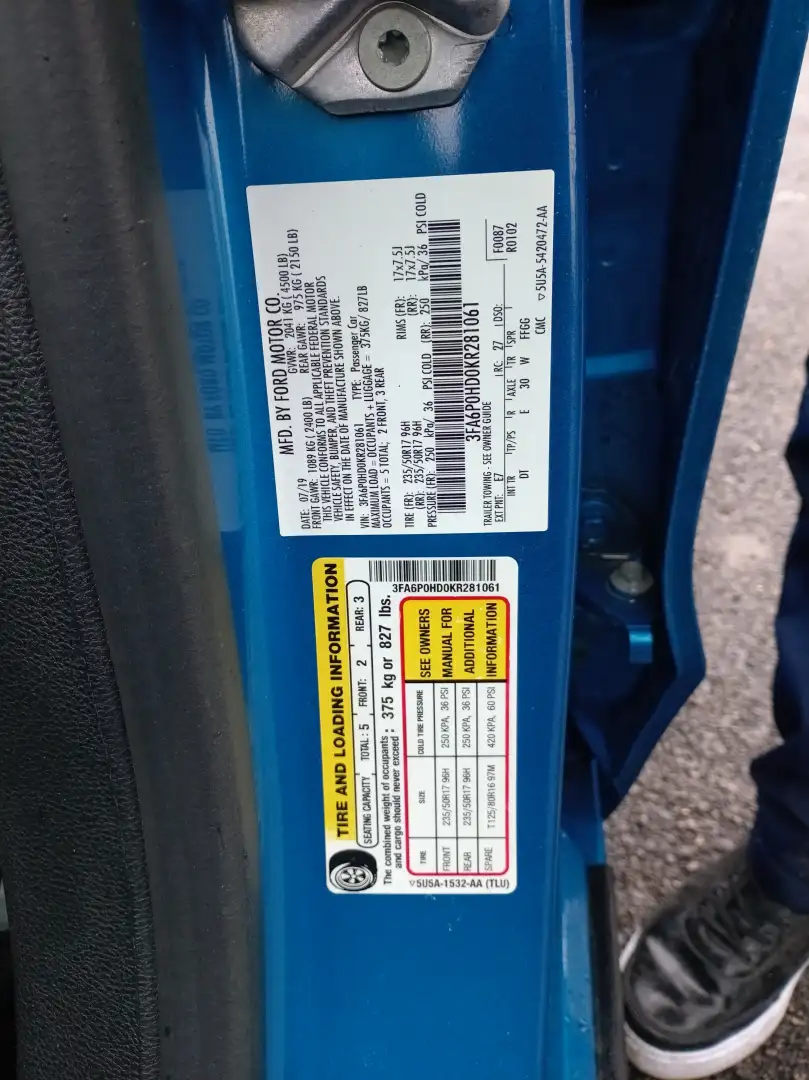 MFD. BY FORD MOTOR CO.
DATE: 07/19 GVWR: 2041 KG ( 4500 LB)
FRONT GAWR: 1089 KG ( 2400 LB) REAR GAWR: 975 KG ( 2150 LB)
THIS VEHICLE CONFORMS TO ALL APPLICABLE FEDERAL MOTOR
VEHICLE SAFETY, BUMPER, AND THEFT PREVENTION STANDARDS
IN EFFECT ON THE DATE OF MANUFACTURE SHOWN ABOVE.
VIN: 3FA6P0HD0KR281061 TYPE: Passenger Car
MAXIMUM LOAD = OCCUPANTS + LUGGAGE = 375KG/ 827LB
OCCUPANTS = 5 TOTAL; 2 FRONT, 3 REAR
TIRE (FR): 235/50R17 96H RIMS (FR): 17x7.5J
(RR): 235/50R17 96H (RR): 17x7.5J
PRESSURE (FR): 250 kPa/ 36 PSI COLD (RR): 250 kPa/ 36 PSI COLD
3FA6P0HD0KR281061
TRAILER TOWING - SEE OWNER GUIDE
EXT PNT: E7 RC: 27 DSO: F0087
INT TR TP/PS R AXLE TR SPR R0102
DT E 30 W FFGG
CMC ▽5U5A-5420472-AA
TIRE AND LOADING INFORMATION
SEATING CAPACITY TOTAL: 5 FRONT: 2 REAR: 3
The combined weight of occupants and cargo should never exceed : 375 kg or 827 lbs.
3FA6P0HD0KR281061
TIRE SIZE COLD TIRE PRESSURE
FRONT 235/50R17 96H 250 KPA, 36 PSI
REAR 235/50R17 96H 250 KPA, 36 PSI
SPARE T125/80R16 97M 420 KPA, 60 PSI
SEE OWNERS
MANUAL FOR
ADDITIONAL
INFORMATION
▽5U5A-1532-AA (TLU)